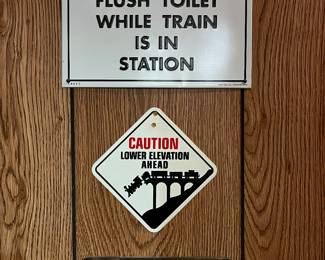 FLUSH TOILET
WHILE TRAIN
IS IN
STATION
CAUTION
LOWER ELEVATION
AHEAD